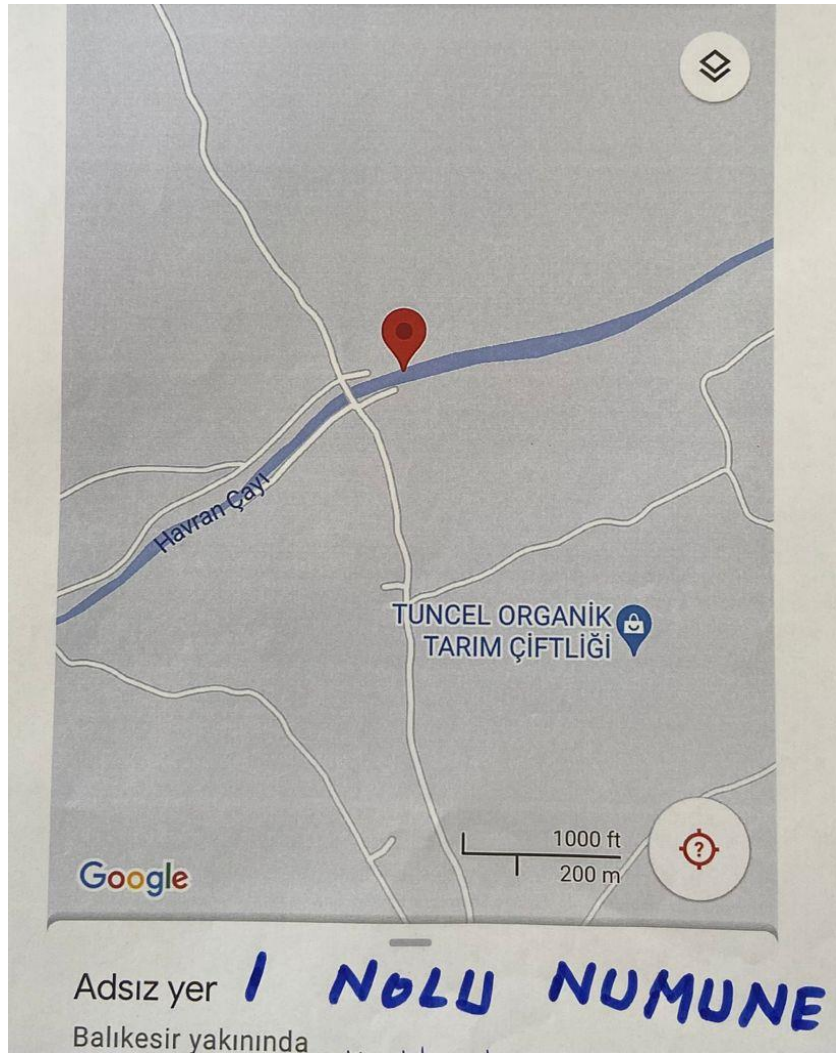 Havran Çayı
TUNCEL ORGANİK
TARIM ÇİFTLİĞİ
?
1000 ft
200 m
Google
Adsız yer 1 NOLU NUMUNE
Balıkesir yakınında